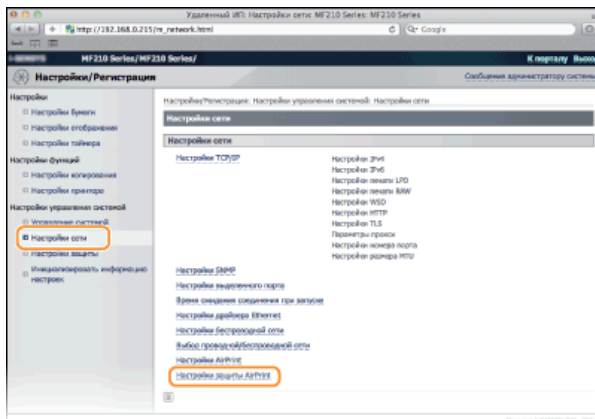 Удаленный ИП: Настройки сети: MF210 Series: MF210 Series
http://192.168.0.215/m_network.html
Google
MF210 Series/MF210 Series/
К порталу
Настройки/Регистрация
Сообщение администратору системы
Настройки
Настройки бумаги
Настройки отображения
Настройки таймера
Настройки функций
Настройки копирования
Настройки принтера
Настройки управления системой
Управление системой
Настройки сети
Настройки защиты
Инициализировать информацию настроек
Настройки/Регистрация: Настройки управления системой: Настройки сети
Настройки сети
Настройки сети
Настройки TCP/IP
Настройки IPv4
Настройки IPv6
Настройки печати LPD
Настройки печати RAW
Настройки WSD
Настройки HTTP
Настройки TLS
Параметры прокси
Настройки номера порта
Настройки размера MTU
Настройки SNMP
Настройки выделенного порта
Время ожидания соединения при запуске
Настройки драйвера Ethernet
Настройки беспроводной сети
Выбор проводной/беспроводной сети
Настройки AirPrint
Настройки защиты AirPrint